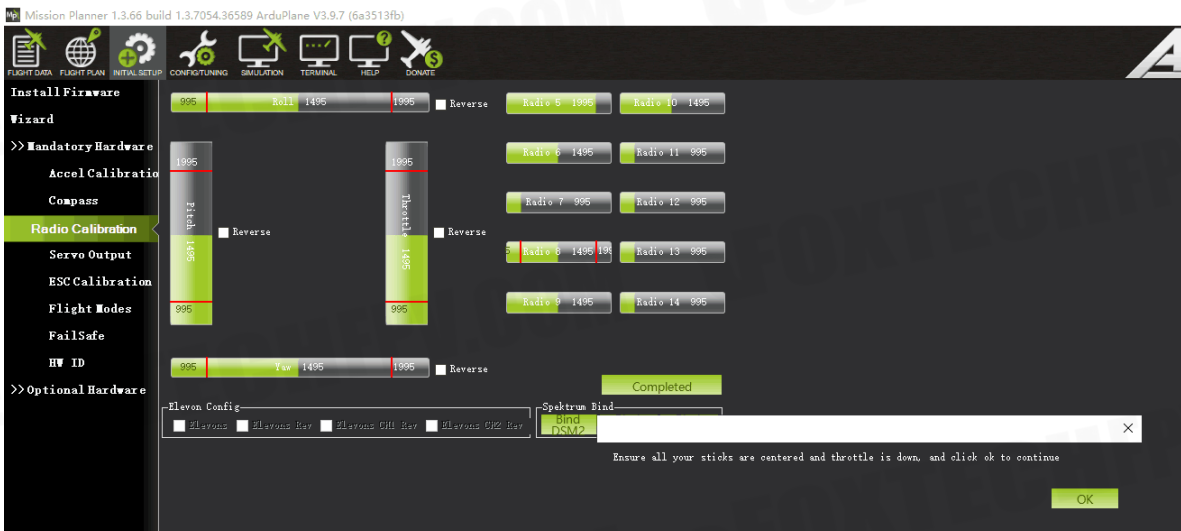 Mission Planner 1.3.66 build 1.3.7054.36589 ArduPlane V3.9.7 (6a3513fb)
FLIGHT DATA FLIGHT PLAN INITIAL SETUP CONFIG/TUNING SIMULATION TERMINAL HELP DONATE
Install Firmware
Wizard
>> Mandatory Hardware
Accel Calibratio
Compass
Radio Calibration
Servo Output
ESC Calibration
Flight Modes
FailSafe
HW ID
>> Optional Hardware
995 Roll 1495 1995 Reverse
1995
Pitch 1495
995
Reverse
1995
Throttle 1495
995
Reverse
995 Yaw 1495 1995 Reverse
Radio 5 1995 Radio 10 1495
Radio 6 1495 Radio 11 995
Radio 7 995 Radio 12 995
Radio 8 1495 199 Radio 13 995
Radio 9 1495 Radio 14 995
Completed
Elevon Config
Elevons Elevons Rev Elevons CH1 Rev Elevons CH2 Rev
Spektrum Bind
Bind
DSM2
Ensure all your sticks are centered and throttle is down, and click ok to continue
OK